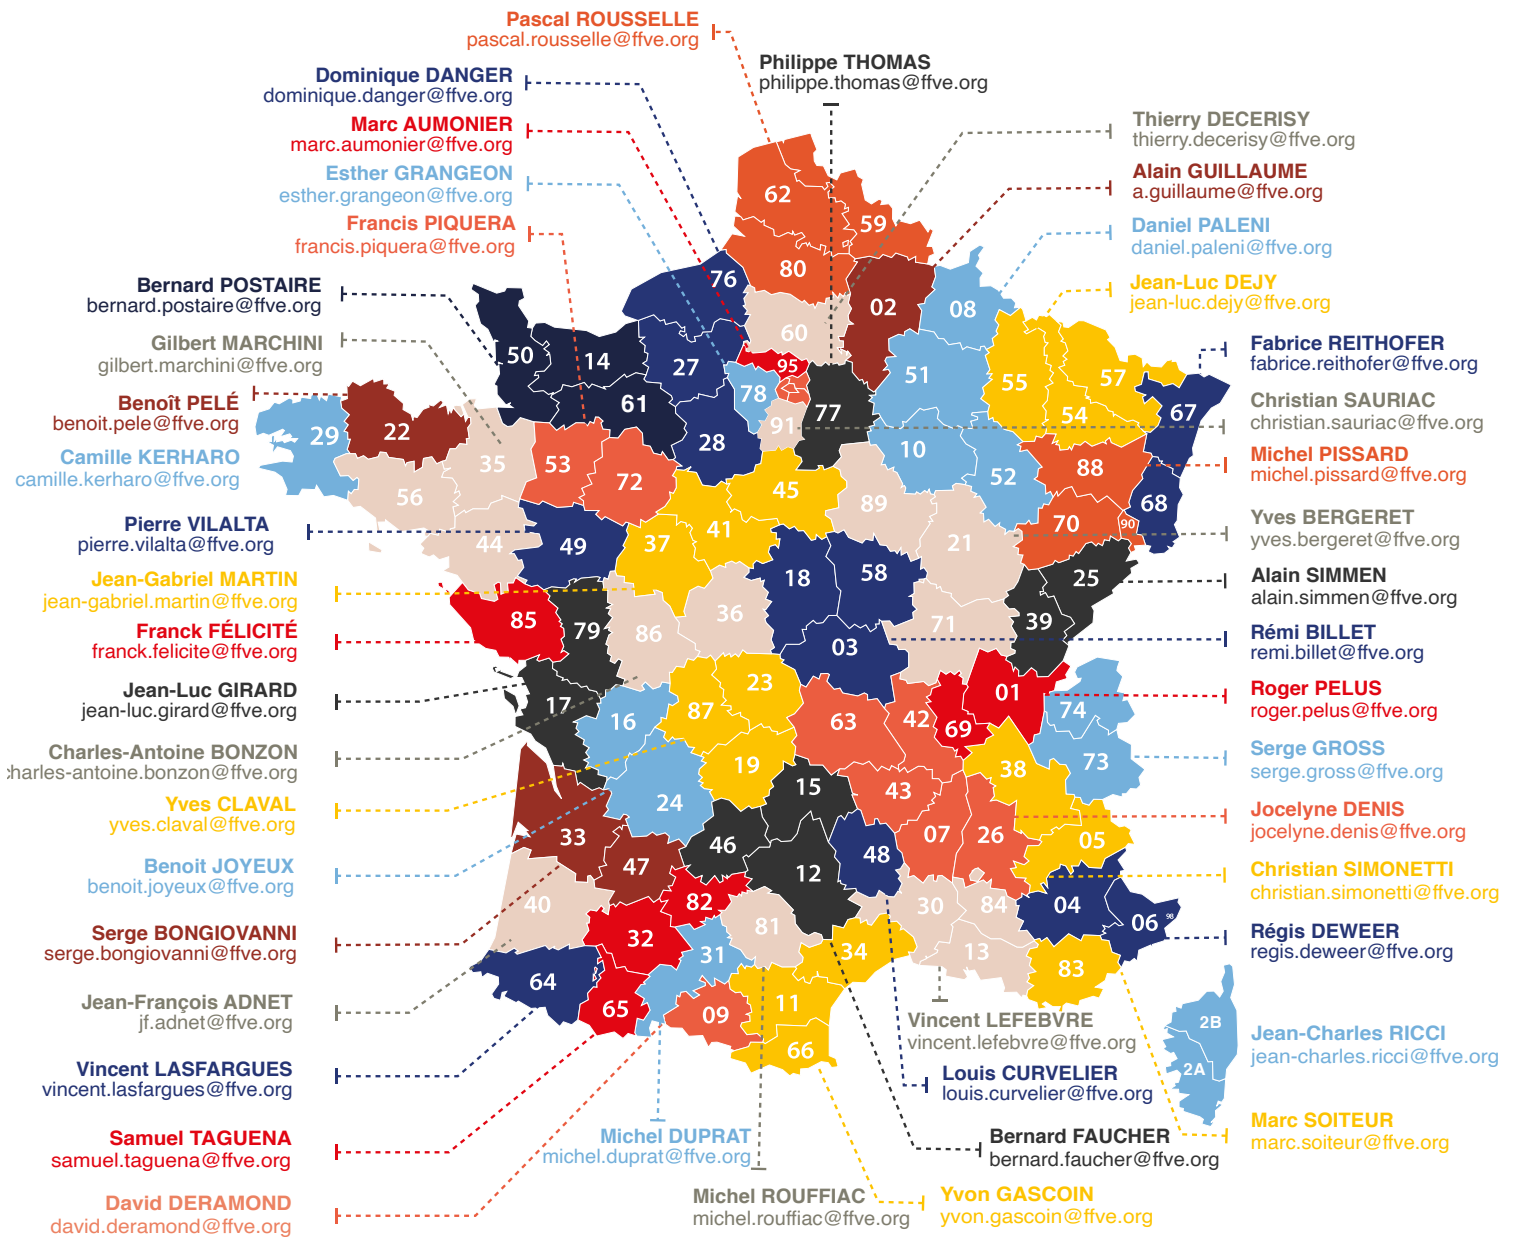 Pascal ROUSSELLE
pascal.rousselle@ffve.org
Philippe THOMAS
philippe.thomas@ffve.org
Dominique DANGER
dominique.danger@ffve.org
Marc AUMONIER
marc.aumonier@ffve.org
Esther GRANGEON
esther.grangeon@ffve.org
Francis PIQUERA
francis.piquera@ffve.org
Bernard POSTAIRE
bernard.postaire@ffve.org
Gilbert MARCHINI
gilbert.marchini@ffve.org
Benoît PELÉ
benoit.pele@ffve.org
Camille KERHARO
camille.kerharo@ffve.org
Pierre VILALTA
pierre.vilalta@ffve.org
Jean-Gabriel MARTIN
jean-gabriel.martin@ffve.org
Franck FÉLICITÉ
franck.felicite@ffve.org
Jean-Luc GIRARD
jean-luc.girard@ffve.org
Charles-Antoine BONZON
charles-antoine.bonzon@ffve.org
Yves CLAVAL
yves.claval@ffve.org
Benoit JOYEUX
benoit.joyeux@ffve.org
Serge BONGIOVANNI
serge.bongiovanni@ffve.org
Jean-François ADNET
jf.adnet@ffve.org
Vincent LASFARGUES
vincent.lasfargues@ffve.org
Samuel TAGUENA
samuel.taguena@ffve.org
David DERAMOND
david.deramond@ffve.org
Thierry DECERISY
thierry.decerisy@ffve.org
Alain GUILLAUME
a.guillaume@ffve.org
Daniel PALENI
daniel.paleni@ffve.org
Jean-Luc DEJY
jean-luc.dejy@ffve.org
Fabrice REITHOFER
fabrice.reithofer@ffve.org
Christian SAURIAC
christian.sauriac@ffve.org
Michel PISSARD
michel.pissard@ffve.org
Yves BERGERET
yves.bergeret@ffve.org
Alain SIMMEN
alain.simmen@ffve.org
Rémi BILLET
remi.billet@ffve.org
Roger PELUS
roger.pelus@ffve.org
Serge GROSS
serge.gross@ffve.org
Jocelyne DENIS
jocelyne.denis@ffve.org
Christian SIMONETTI
christian.simonetti@ffve.org
Régis DEWEER
regis.deweer@ffve.org
Jean-Charles RICCI
jean-charles.ricci@ffve.org
Marc SOITEUR
marc.soiteur@ffve.org
Vincent LEFEBVRE
vincent.lefebvre@ffve.org
Louis CURVELIER
louis.curvelier@ffve.org
Bernard FAUCHER
bernard.faucher@ffve.org
Michel DUPRAT
michel.duprat@ffve.org
Michel ROUFFIAC
michel.rouffiac@ffve.org
Yvon GASCOIN
yvon.gascoin@ffve.org
62
59
80
76
02
08
60
50
14
27
95
51
55
57
78
61
77
67
54
29
22
28
91
10
35
53
72
88
52
56
45
89
68
41
70
90
44
49
37
21
18
58
25
36
85
79
86
71
39
03
23
01
17
16
87
63
42
69
74
19
38
73
15
24
43
33
46
07
26
05
47
48
12
82
40
30
84
04
06
98
32
81
31
34
13
83
64
11
65
09
2B
66
2A